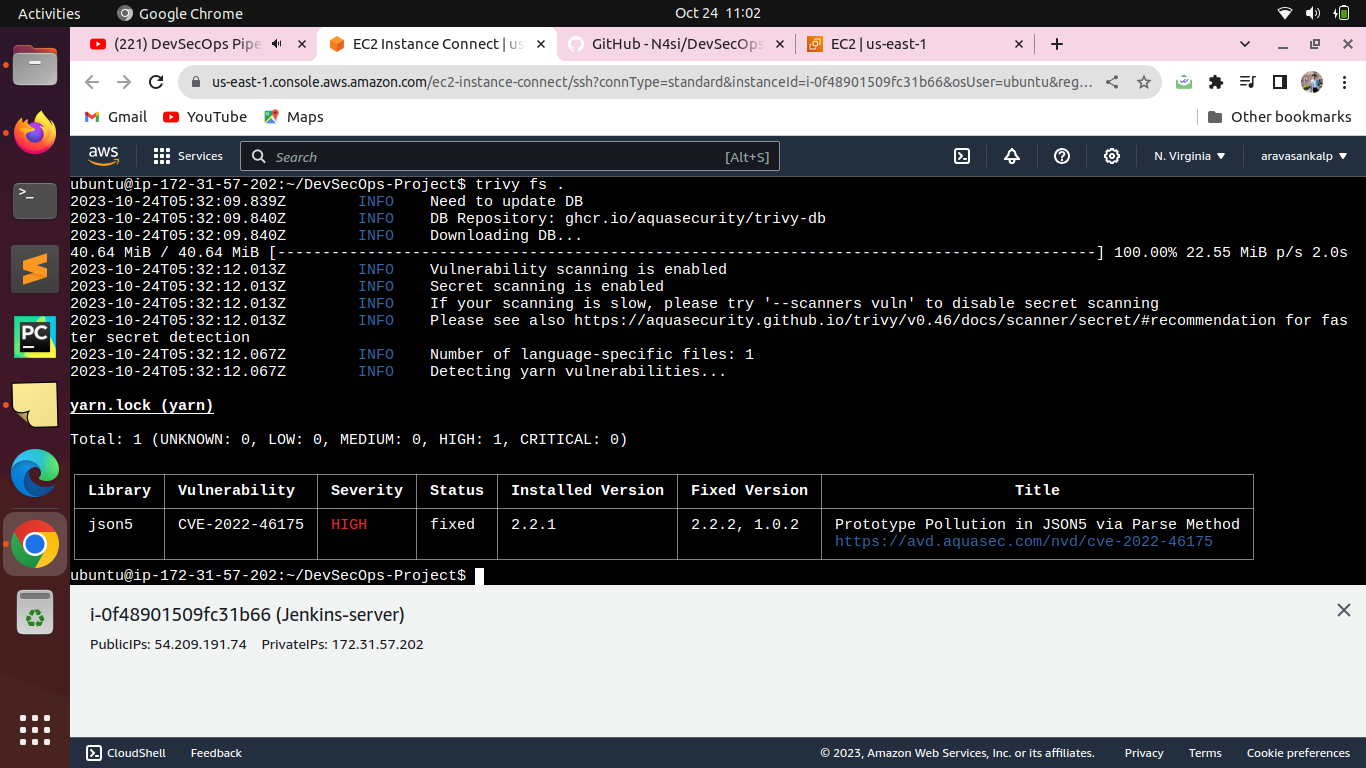 Activities
Google Chrome
Oct 24 11:02
(221) DevSecOps Pipe
EC2 Instance Connect | us
GitHub - N4si/DevSecOps
EC2 | us-east-1
us-east-1.console.aws.amazon.com/ec2-instance-connect/ssh?connType=standard&instanceId=i-0f48901509fc31b66&osUser=ubuntu&reg...
Gmail
YouTube
Maps
Other bookmarks
aws
Services
Search
[Alt+S]
N. Virginia
aravasankalp
ubuntu@ip-172-31-57-202:~/DevSecOps-Project$ trivy fs .
2023-10-24T05:32:09.839Z INFO Need to update DB
2023-10-24T05:32:09.840Z INFO DB Repository: ghcr.io/aquasecurity/trivy-db
2023-10-24T05:32:09.840Z INFO Downloading DB...
40.64 MiB / 40.64 MiB [-------------------------------------------------------------------------------------------] 100.00% 22.55 MiB p/s 2.0s
2023-10-24T05:32:12.013Z INFO Vulnerability scanning is enabled
2023-10-24T05:32:12.013Z INFO Secret scanning is enabled
2023-10-24T05:32:12.013Z INFO If your scanning is slow, please try '--scanners vuln' to disable secret scanning
2023-10-24T05:32:12.013Z INFO Please see also https://aquasecurity.github.io/trivy/v0.46/docs/scanner/secret/#recommendation for fas
ter secret detection
2023-10-24T05:32:12.067Z INFO Number of language-specific files: 1
2023-10-24T05:32:12.067Z INFO Detecting yarn vulnerabilities...
yarn.lock (yarn)
Total: 1 (UNKNOWN: 0, LOW: 0, MEDIUM: 0, HIGH: 1, CRITICAL: 0)
Library Vulnerability Severity Status Installed Version Fixed Version Title
json5 CVE-2022-46175 HIGH fixed 2.2.1 2.2.2, 1.0.2 Prototype Pollution in JSON5 via Parse Method
https://avd.aquasec.com/nvd/cve-2022-46175
ubuntu@ip-172-31-57-202:~/DevSecOps-Project$
i-0f48901509fc31b66 (Jenkins-server)
PublicIPs: 54.209.191.74 PrivateIPs: 172.31.57.202
CloudShell
Feedback
© 2023, Amazon Web Services, Inc. or its affiliates.
Privacy
Terms
Cookie preferences
PC